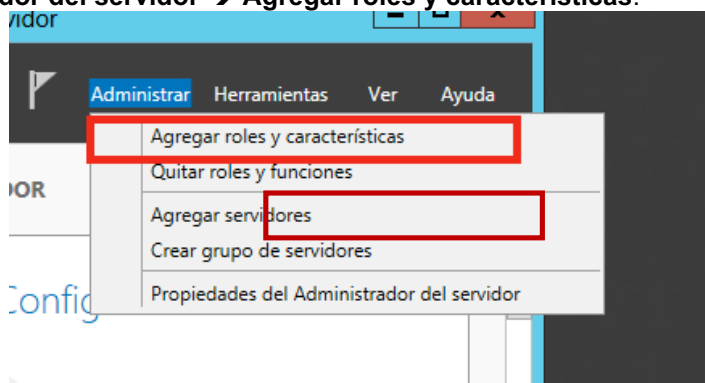 dor del servidor → Agregar roles y características.
vidor
Administrar Herramientas Ver Ayuda
Agregar roles y características
Quitar roles y funciones
DOR
Agregar servidores
Crear grupo de servidores
Config
Propiedades del Administrador del servidor